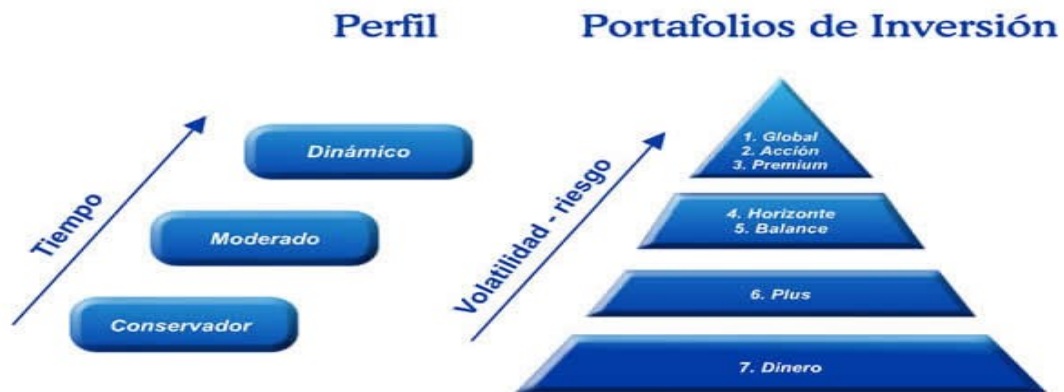 Perfil
Portafolios de Inversión
Tiempo
Dinámico
Moderado
Conservador
Volatilidad - riesgo
1. Global
2. Acción
3. Premium
4. Horizonte
5. Balance
6. Plus
7. Dinero